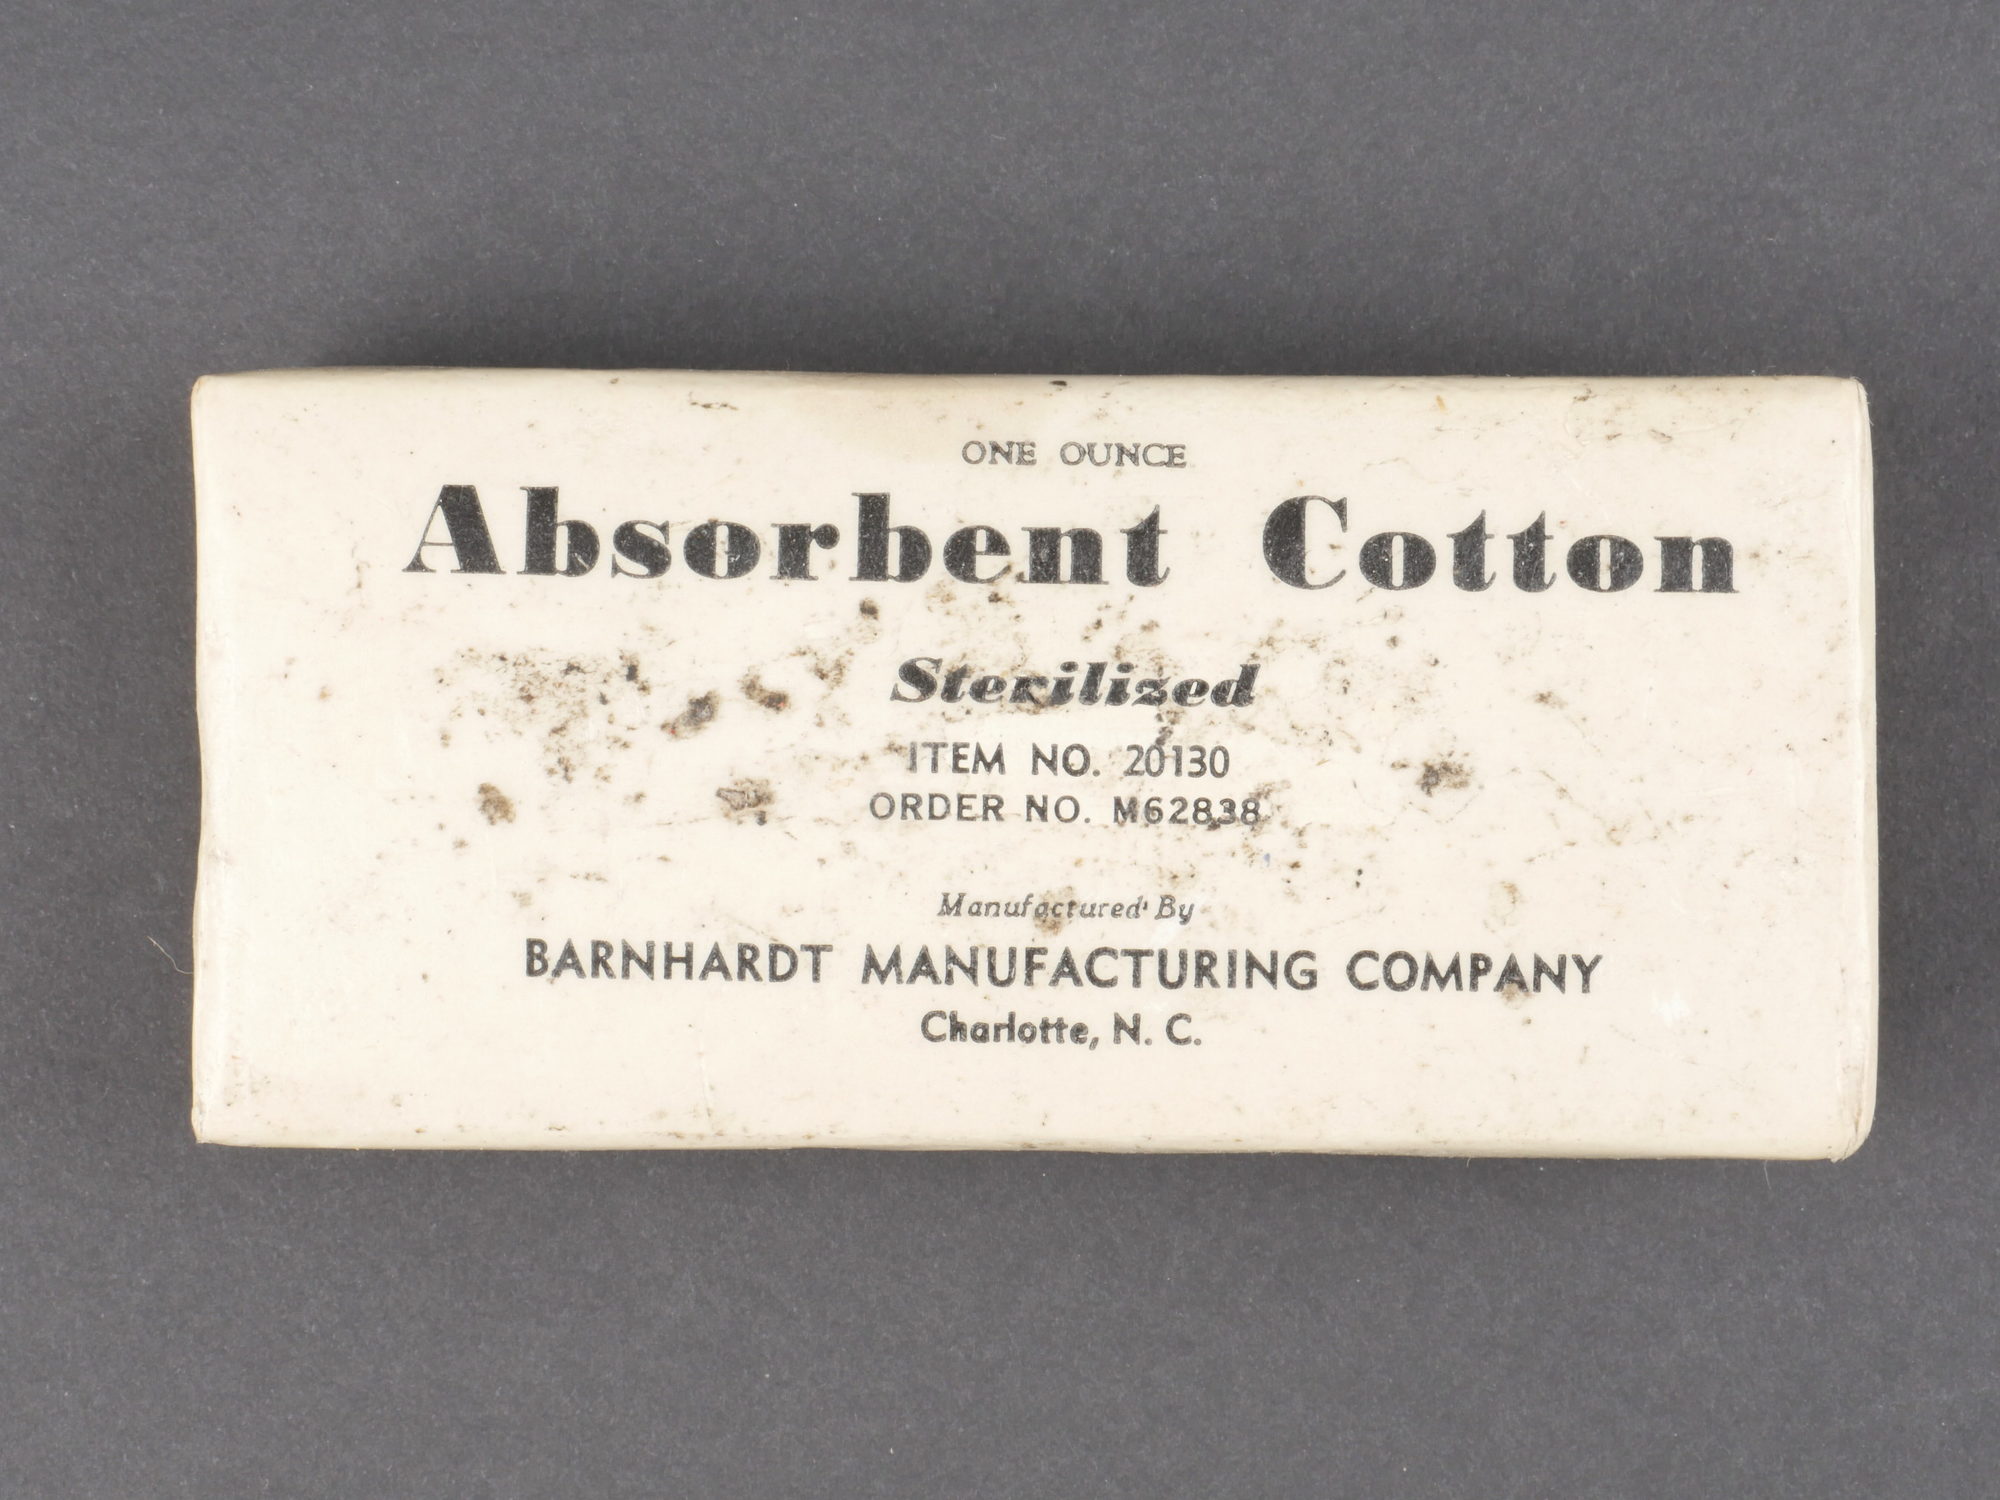 ONE OUNCE
Absorbent Cotton
Sterilized
ITEM NO. 20130
ORDER NO. M62838
Manufactured By
BARNHARDT MANUFACTURING COMPANY
Charlotte, N. C.